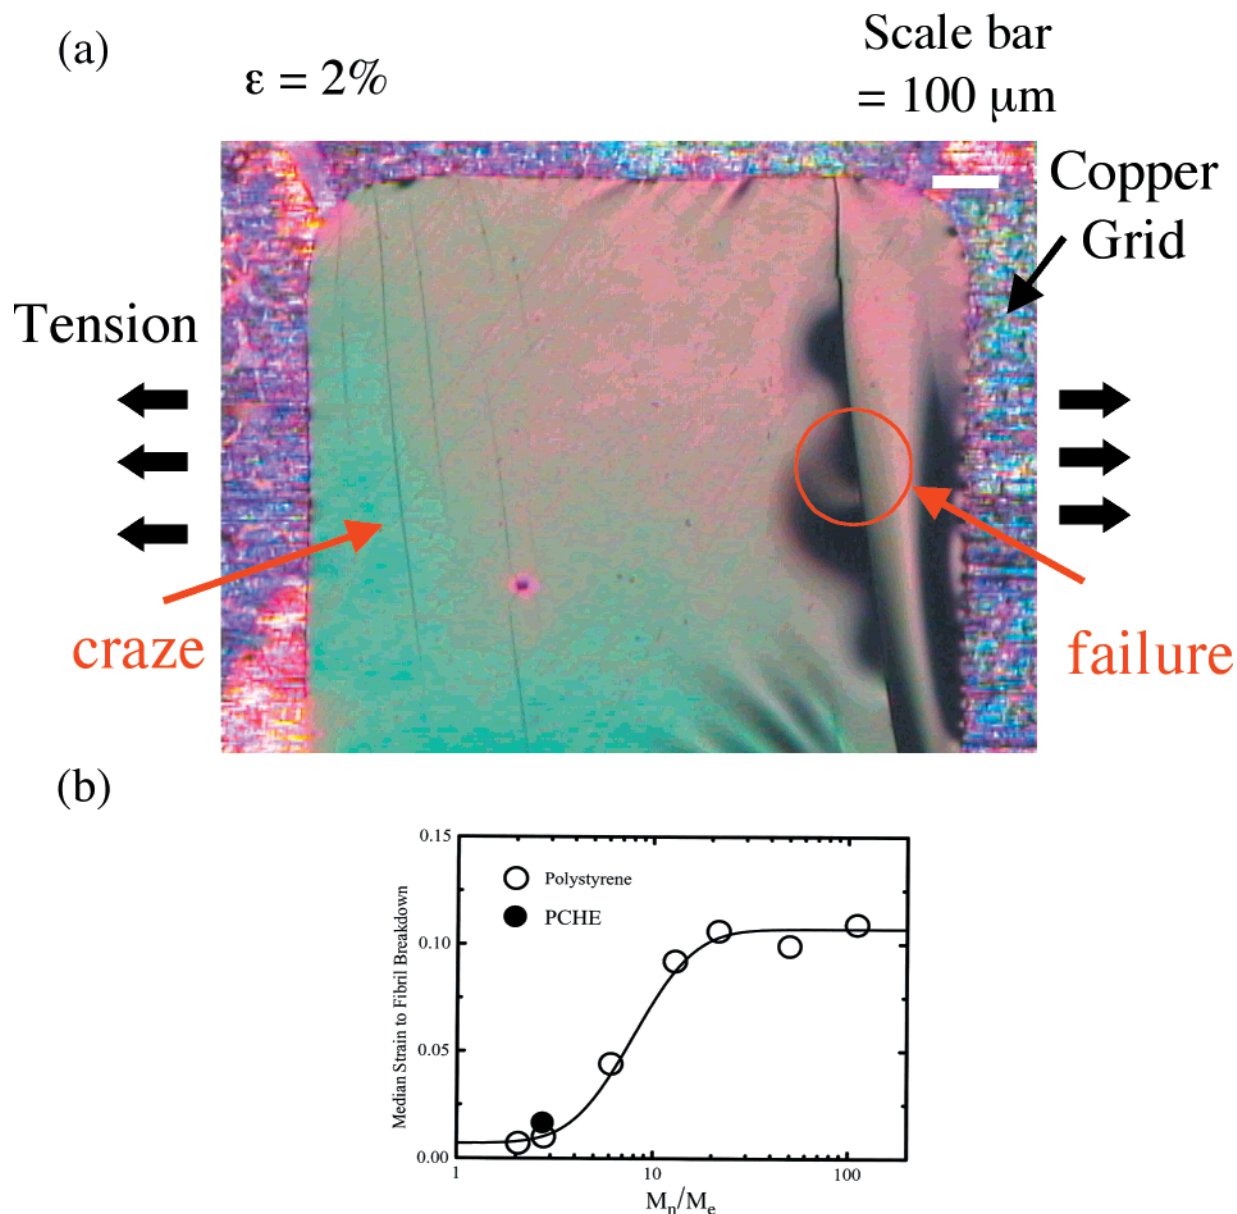 (a)
ε = 2%
Scale bar
= 100 μm
Copper
Grid
Tension
craze
failure
(b)
0.15
0.10
0.05
0.00
Median Strain to Fibril Breakdown
Polystyrene
PCHE
1
10
100
Mn/Me